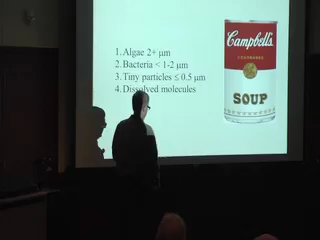 1. Algae 2+ μm
2. Bacteria < 1-2 μm
3. Tiny particles ≤ 0.5 μm
4. Dissolved molecules
Campbell's
CONDENSED
SOUP